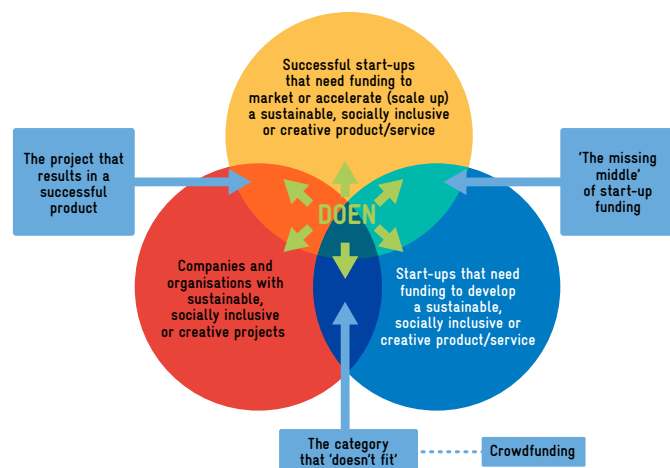 Successful start-ups
that need funding to
market or accelerate (scale up)
a sustainable, socially inclusive
or creative product/service
The project that
results in a
successful
product
'The missing
middle'
of start-up
funding
DOEN
Companies and
organisations with
sustainable,
socially inclusive
or creative projects
Start-ups that need
funding to develop
a sustainable,
socially inclusive or
creative product/service
The category
that 'doesn't fit'
Crowdfunding